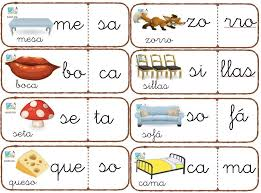 me sa
mesa
zo rro
zorro
bo ca
boca
si llas
sillas
se ta
seta
so fá
sofá
que so
queso
ca ma
cama